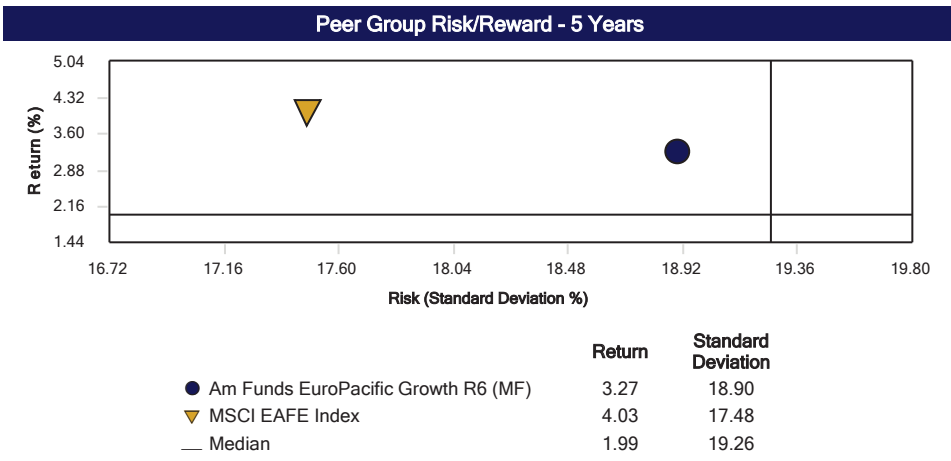 Peer Group Risk/Reward - 5 Years
5.04
4.32
3.60
2.88
2.16
1.44
R eturn (%)
16.72 17.16 17.60 18.04 18.48 18.92 19.36 19.80
Risk (Standard Deviation %)
Return Standard Deviation
Am Funds EuroPacific Growth R6 (MF) 3.27 18.90
MSCI EAFE Index 4.03 17.48
Median 1.99 19.26